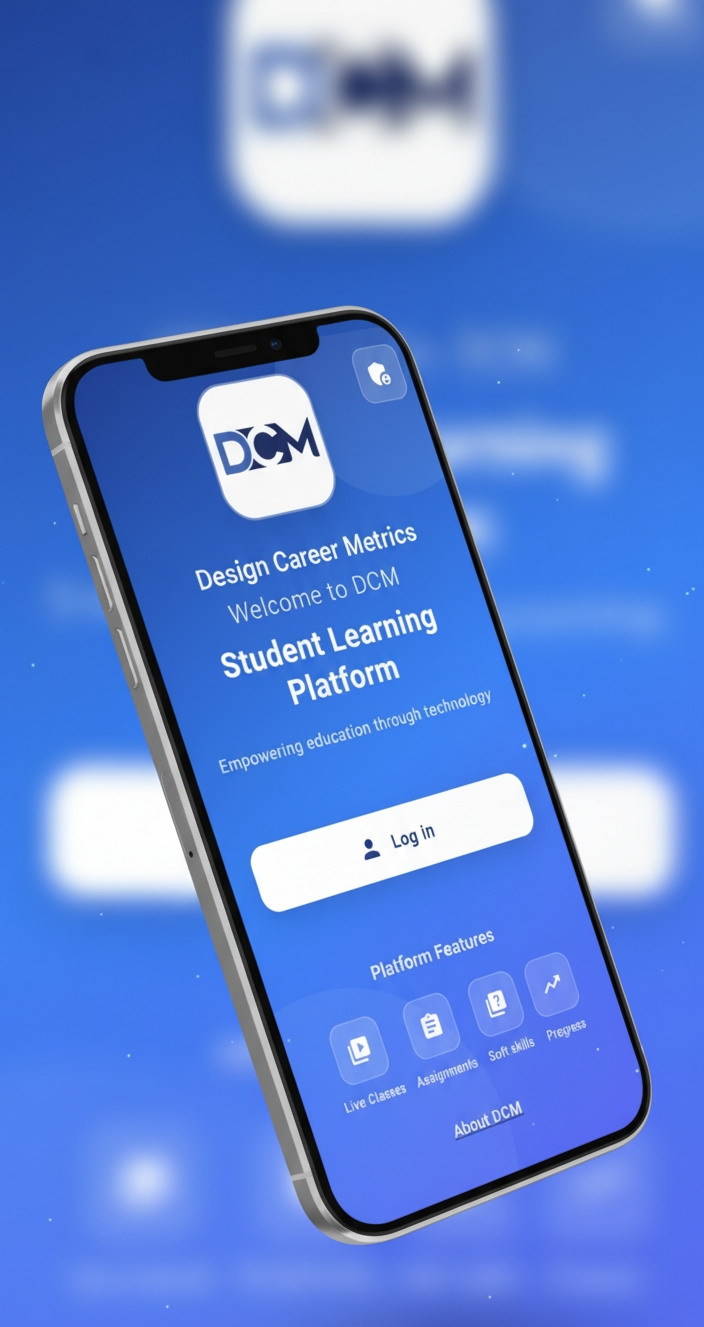 DCM
DCM
Design Career Metrics
Welcome to DCM
Student Learning
Platform
Empowering education through technology
Log in
Platform Features
Live Classes
Assignments
Soft skills
Progress
About DCM